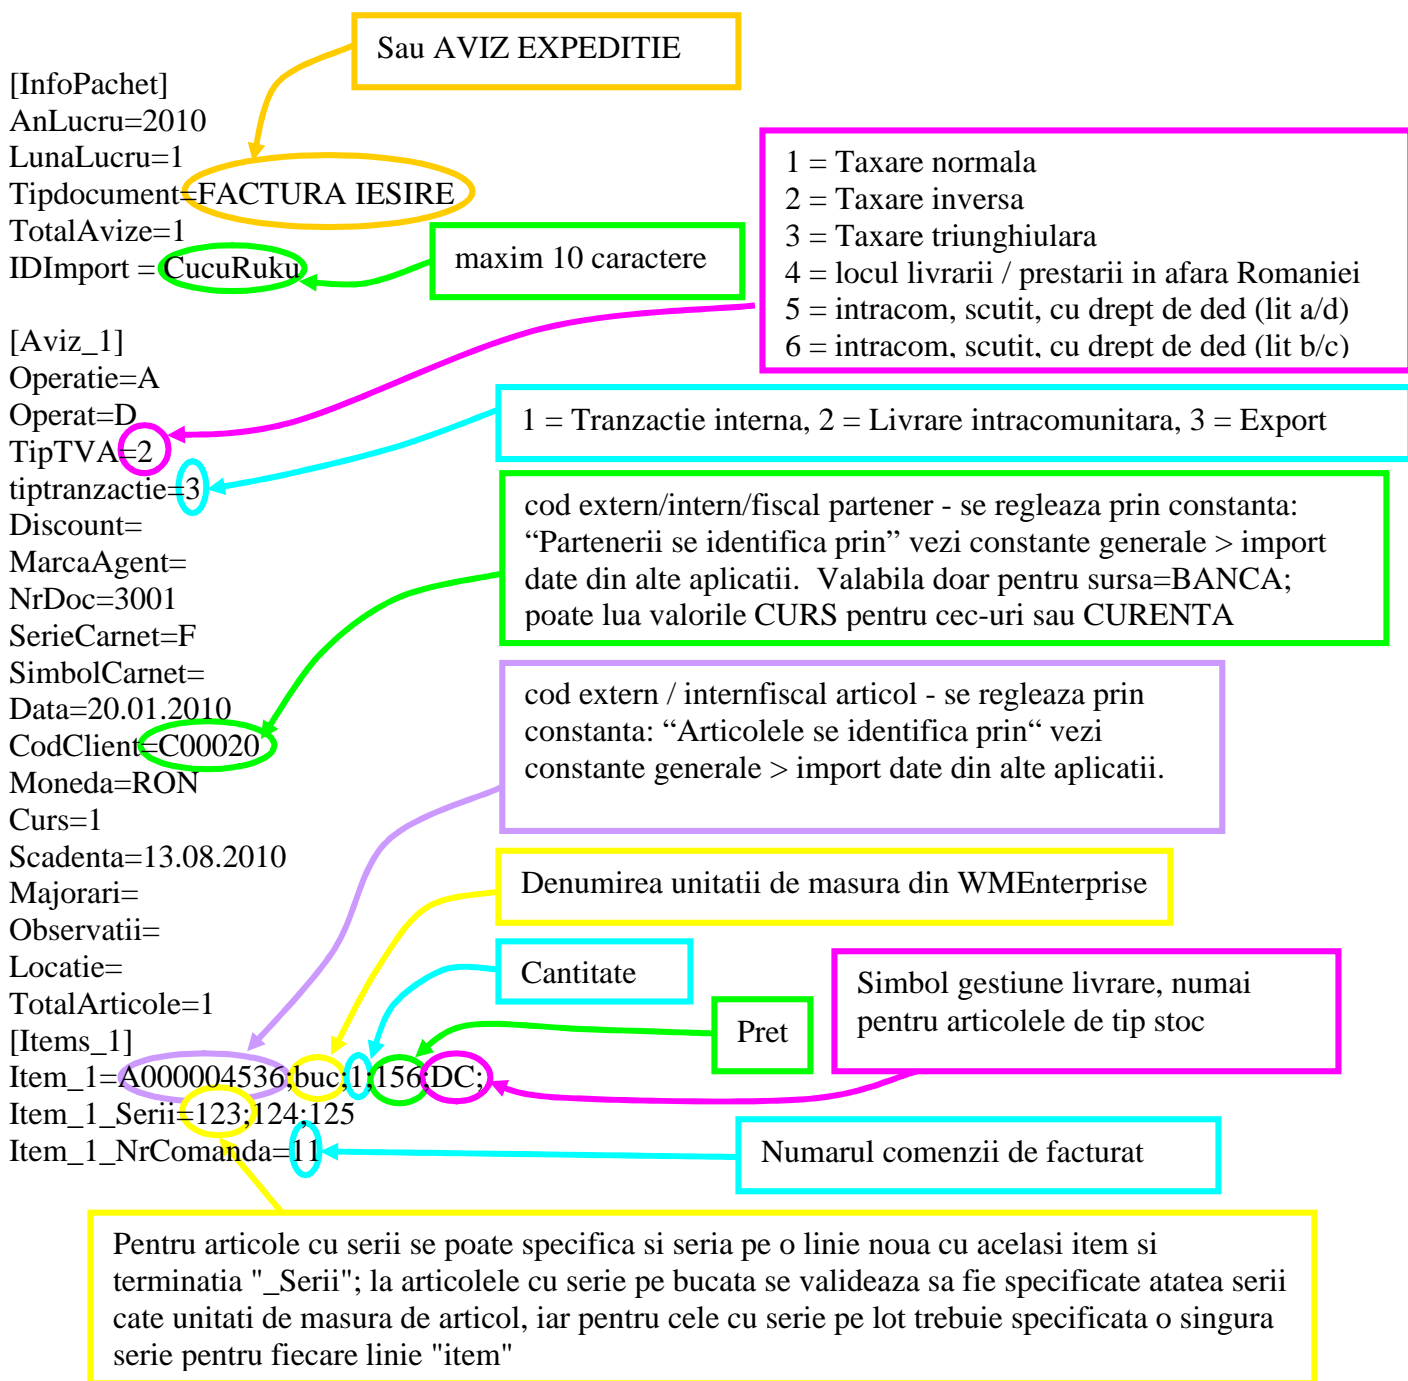 Sau AVIZ EXPEDITIE
[InfoPachet]
AnLucru=2010
LunaLucru=1
Tipdocument=FACTURA IESIRE
TotalAvize=1
IDImport = CucuRuku
maxim 10 caractere
1 = Taxare normala
2 = Taxare inversa
3 = Taxare triunghiulara
4 = locul livrarii / prestarii in afara Romaniei
5 = intracom, scutit, cu drept de ded (lit a/d)
6 = intracom, scutit, cu drept de ded (lit b/c)
[Aviz_1]
Operatie=A
Operat=D
TipTVA=2
tiptranzactie=3
Discount=
MarcaAgent=
NrDoc=3001
SerieCarnet=F
SimbolCarnet=
Data=20.01.2010
CodClient=C00020
Moneda=RON
Curs=1
Scadenta=13.08.2010
Majorari=
Observatii=
Locatie=
TotalArticole=1
1 = Tranzactie interna, 2 = Livrare intracomunitara, 3 = Export
cod extern/intern/fiscal partener - se regleaza prin constanta:
“Partenerii se identifica prin” vezi constante generale > import
date din alte aplicatii.  Valabila doar pentru sursa=BANCA;
poate lua valorile CURS pentru cec-uri sau CURENTA
cod extern / internfiscal articol - se regleaza prin
constanta: “Articolele se identifica prin“ vezi
constante generale > import date din alte aplicatii.
Denumirea unitatii de masura din WMEnterprise
Cantitate
Simbol gestiune livrare, numai
pentru articolele de tip stoc
Pret
[Items_1]
Item_1=A000004536;buc;1;156;DC;
Item_1_Serii=123;124;125
Item_1_NrComanda=11
Numarul comenzii de facturat
Pentru articole cu serii se poate specifica si seria pe o linie noua cu acelasi item si
terminatia "_Serii"; la articolele cu serie pe bucata se valideaza sa fie specificate atatea serii
cate unitati de masura de articol, iar pentru cele cu serie pe lot trebuie specificata o singura
serie pentru fiecare linie "item"